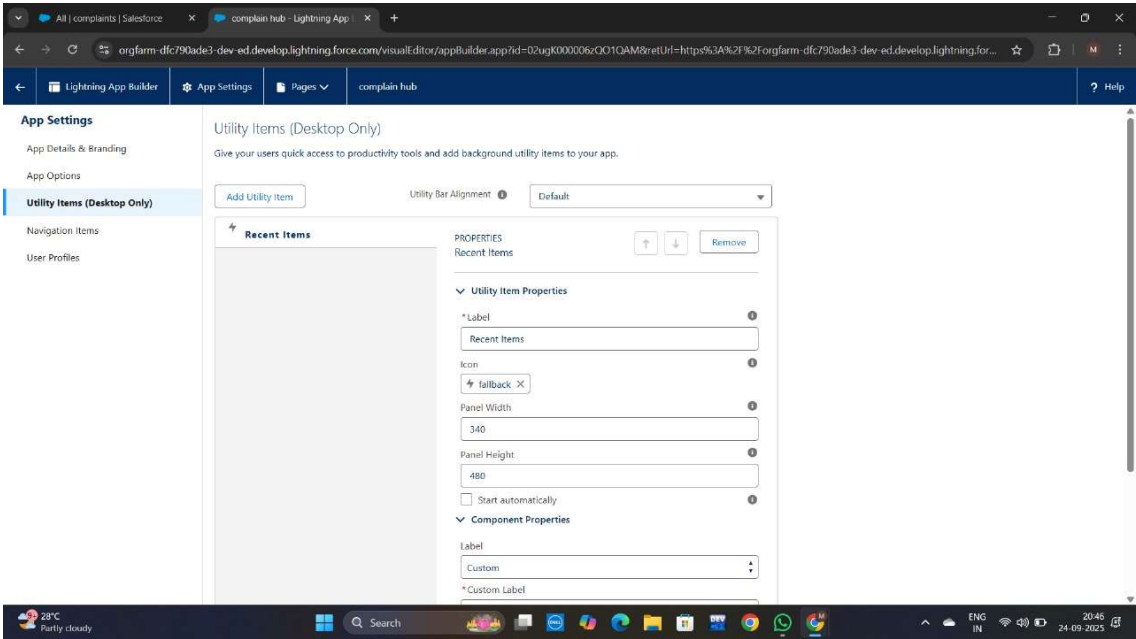 All | complaints | Salesforce
complain hub - Lightning App
orgfarm-dfc790ade3-dev-ed.develop.lightning.force.com/visualEditor/appBuilder.app?id=02ugK000006zQO1QAM&retUrl=https%3A%2F%2Forgfarm-dfc790ade3-dev-ed.develop.lightning.for...
M
Lightning App Builder
App Settings
Pages
complain hub
? Help
App Settings
App Details & Branding
App Options
Utility Items (Desktop Only)
Navigation Items
User Profiles
Utility Items (Desktop Only)
Give your users quick access to productivity tools and add background utility items to your app.
Add Utility Item
Utility Bar Alignment
Default
Recent Items
PROPERTIES
Recent Items
Remove
Utility Item Properties
*Label
Recent Items
Icon
fallback
Panel Width
340
Panel Height
480
Start automatically
Component Properties
Label
Custom
*Custom Label
28°C
Partly cloudy
Search
DELL
DEV
ENG
IN
20:46
24-09-2025